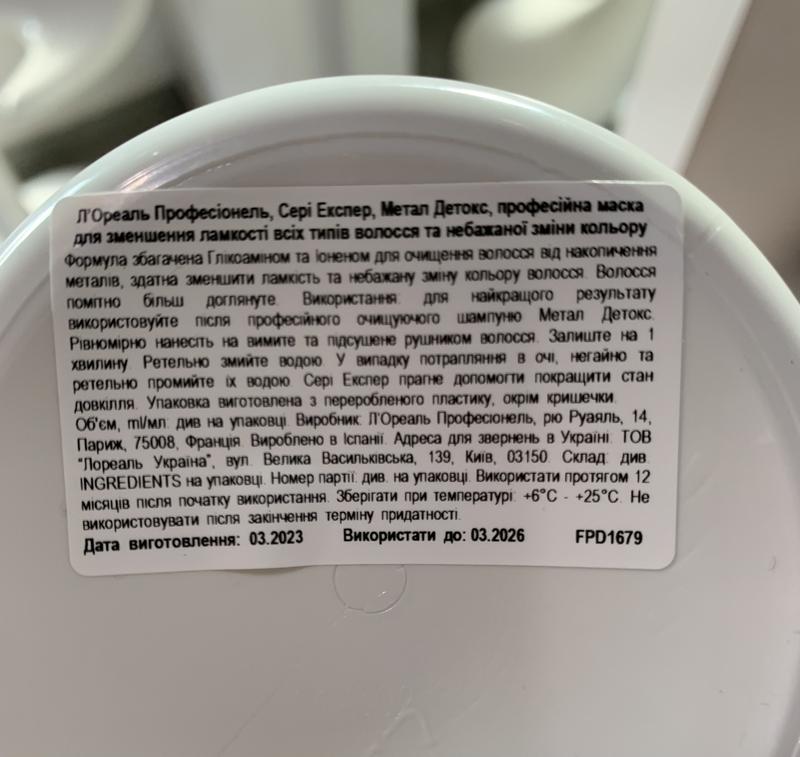 Л'Ореаль Професіонель, Сері Експер, Метал Детокс, професійна маска
для зменшення ламкості всіх типів волосся та небажаної зміни кольору
Формула збагачена Глікоаміном та Іоненом для очищення волосся від накопичення
металів, здатна зменшити ламкість та небажану зміну кольору волосся. Волосся
помітно більш доглянуте. Використання: для найкращого результату
використовуйте після професійного очищуючого шампуню Метал Детокс.
Рівномірно нанесіть на вимите та підсушене рушником волосся. Залиште на 1
хвилину. Ретельно змийте водою. У випадку потрапляння в очі, негайно та
ретельно промийте їх водою. Сері Експер прагне допомогти покращити стан
довкілля. Упаковка виготовлена з переробленого пластику, окрім кришечки.
Об'єм, ml/мл: див на упаковці. Виробник: Л'Ореаль Професіонель, рю Руаяль, 14,
Париж, 75008, Франція. Вироблено в Іспанії. Адреса для звернень в Україні: ТОВ
"Лореаль Україна", вул. Велика Васильківська, 139, Київ, 03150. Склад: див.
INGREDIENTS на упаковці. Номер партії: див. на упаковці. Використати протягом 12
місяців після початку використання. Зберігати при температурі: +6°C - +25°C. Не
використовувати після закінчення терміну придатності.
Дата виготовлення: 03.2023 Використати до: 03.2026 FPD1679